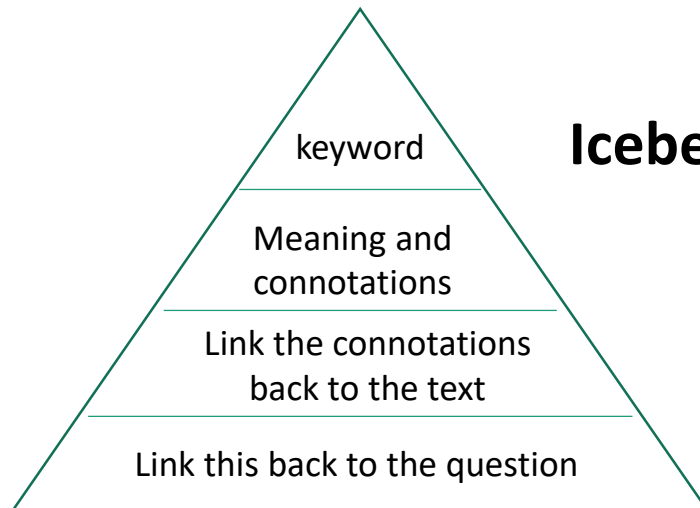 keyword
Icebe
Meaning and
connotations
Link the connotations
back to the text
Link this back to the question